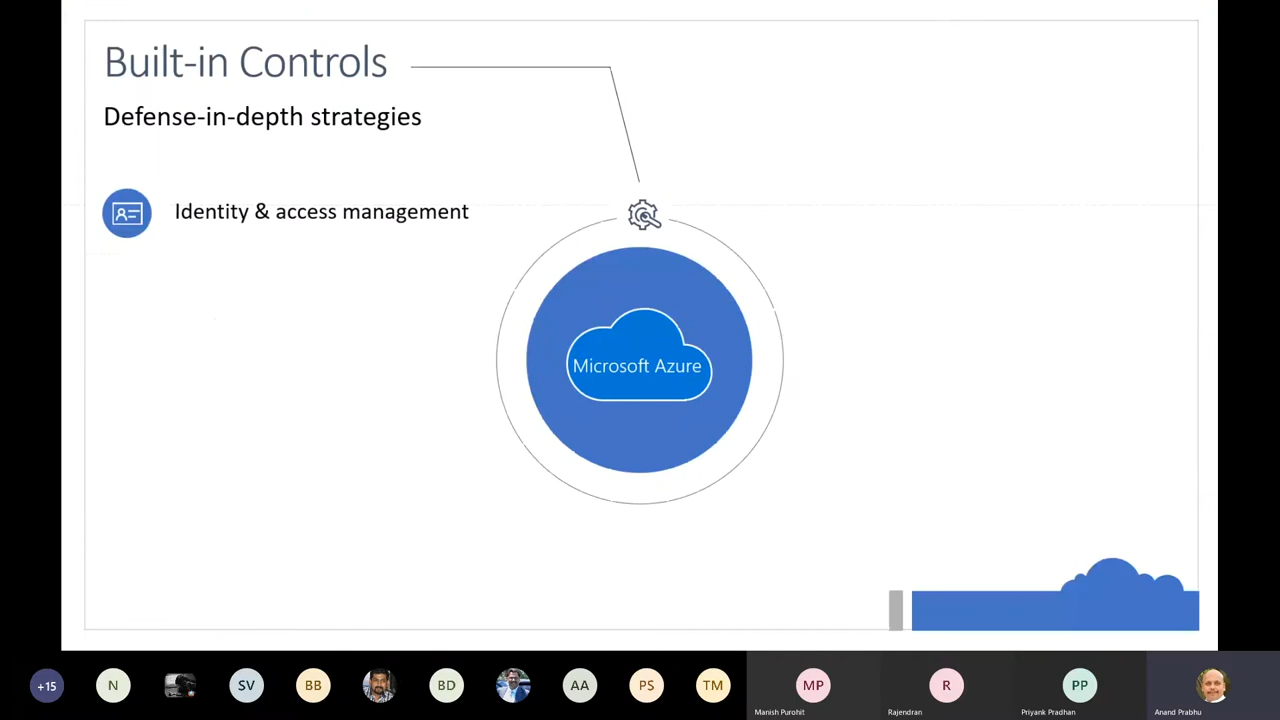 Built-in Controls
Defense-in-depth strategies
Identity & access management
Microsoft Azure
+15
N
SV
BB
BD
AA
PS
TM
MP
R
PP
Manish Purohit
Rajendran
Priyank Pradhan
Anand Prabhu